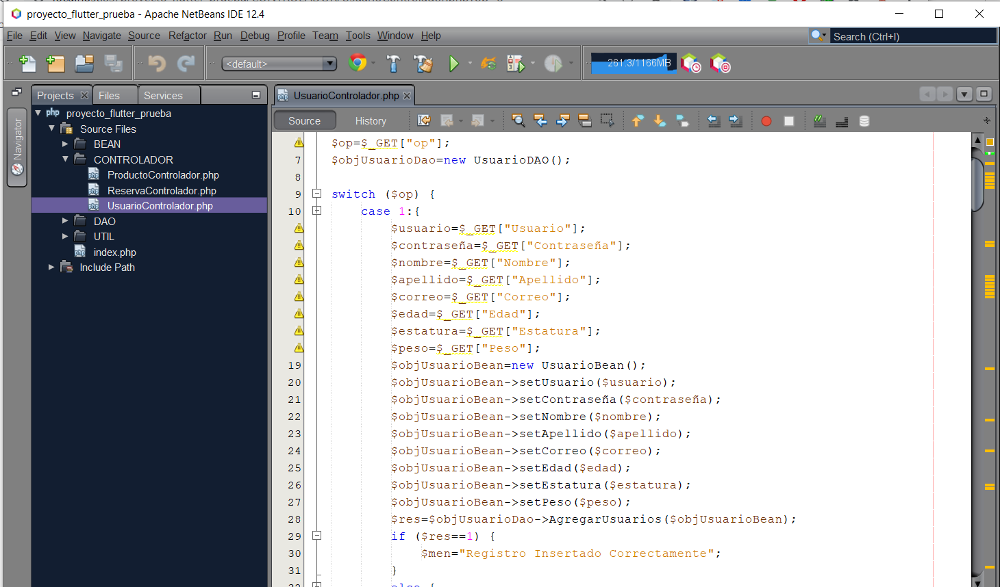 proyecto_flutter_prueba - Apache NetBeans IDE 12.4
File Edit View Navigate Source Refactor Run Debug Profile Team Tools Window Help
Search (Ctrl+I)
<default>
261.3/1166MB
Projects Files Services
UsuarioControlador.php
Navigator
proyecto_flutter_prueba
Source Files
BEAN
CONTROLADOR
ProductoControlador.php
ReservaControlador.php
UsuarioControlador.php
DAO
UTIL
index.php
Include Path
Source History
$op=$_GET["op"];
7 $objUsuarioDao=new UsuarioDAO();
8
9 switch ($op) {
10 case 1:{
$usuario=$_GET["Usuario"];
$contraseña=$_GET["Contraseña"];
$nombre=$_GET["Nombre"];
$apellido=$_GET["Apellido"];
$correo=$_GET["Correo"];
$edad=$_GET["Edad"];
$estatura=$_GET["Estatura"];
$peso=$_GET["Peso"];
19 $objUsuarioBean=new UsuarioBean();
20 $objUsuarioBean->setUsuario($usuario);
21 $objUsuarioBean->setContraseña($contraseña);
22 $objUsuarioBean->setNombre($nombre);
23 $objUsuarioBean->setApellido($apellido);
24 $objUsuarioBean->setCorreo($correo);
25 $objUsuarioBean->setEdad($edad);
26 $objUsuarioBean->setEstatura($estatura);
27 $objUsuarioBean->setPeso($peso);
28 $res=$objUsuarioDao->AgregarUsuarios($objUsuarioBean);
29 if ($res==1) {
30 $men="Registro Insertado Correctamente";
31 }
32 else {